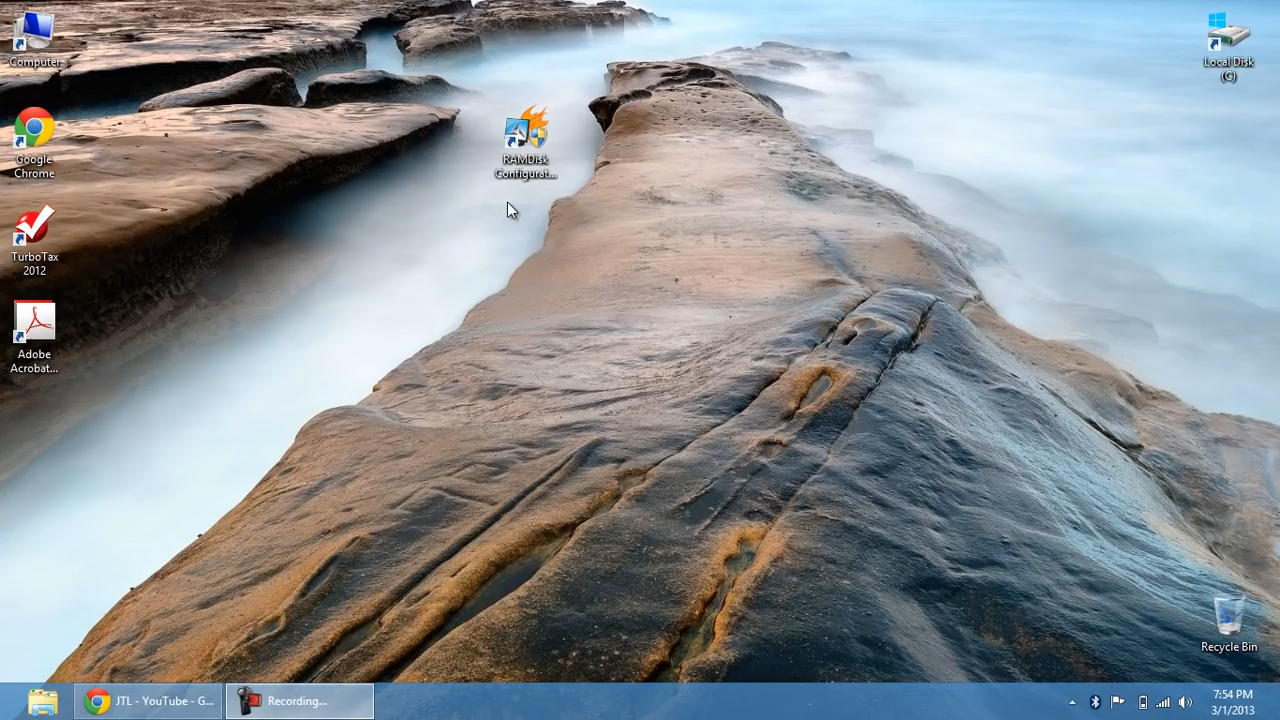 Computer
Google
Chrome
TurboTax
2012
Adobe
Acrobat...
RAMDisk
Configurat...
Local Disk
(C)
Recycle Bin
JTL - YouTube - G...
Recording...
7:54 PM
3/1/2013